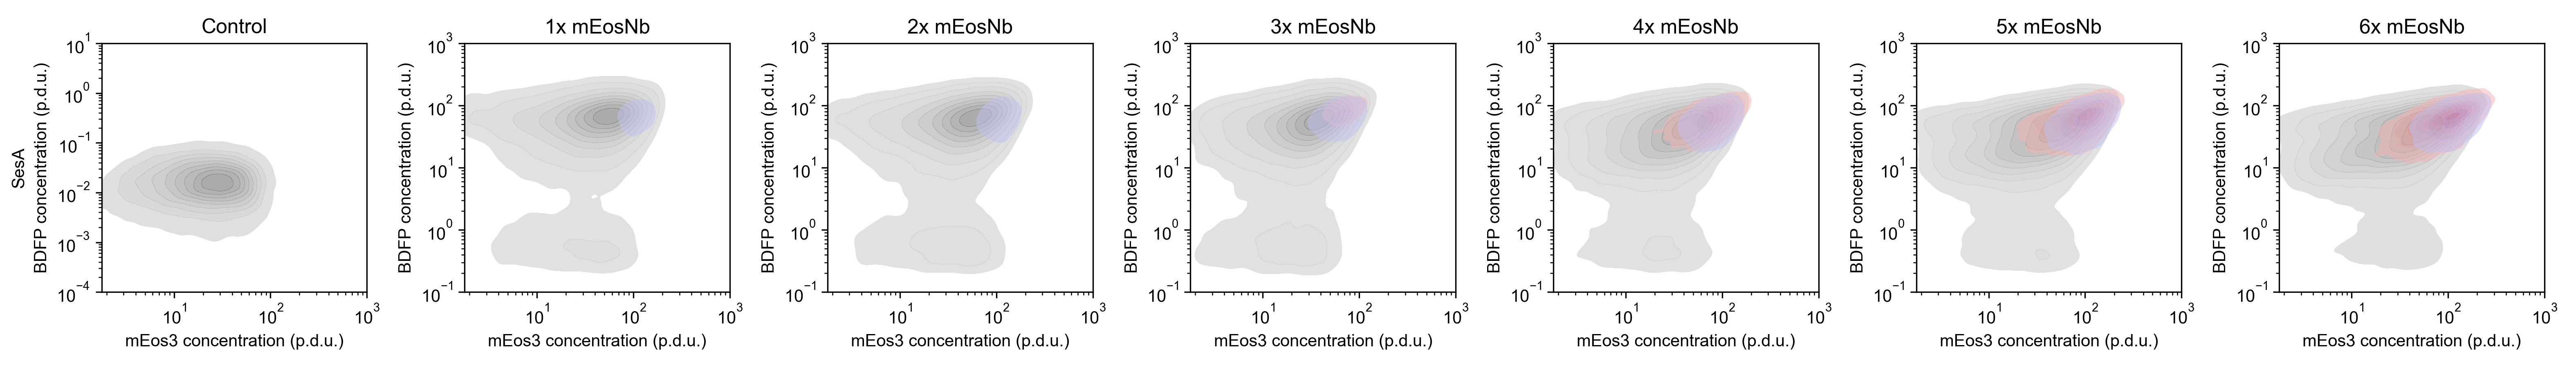 Control
SesA
BDFP concentration (p.d.u.)
10^1
10^0
10^−1
10^−2
10^−3
10^−4
10^1 10^2 10^3
mEos3 concentration (p.d.u.)
1x mEosNb
BDFP concentration (p.d.u.)
10^3
10^2
10^1
10^0
10^−1
10^1 10^2 10^3
mEos3 concentration (p.d.u.)
2x mEosNb
BDFP concentration (p.d.u.)
10^3
10^2
10^1
10^0
10^−1
10^1 10^2 10^3
mEos3 concentration (p.d.u.)
3x mEosNb
BDFP concentration (p.d.u.)
10^3
10^2
10^1
10^0
10^−1
10^1 10^2 10^3
mEos3 concentration (p.d.u.)
4x mEosNb
BDFP concentration (p.d.u.)
10^3
10^2
10^1
10^0
10^−1
10^1 10^2 10^3
mEos3 concentration (p.d.u.)
5x mEosNb
BDFP concentration (p.d.u.)
10^3
10^2
10^1
10^0
10^−1
10^1 10^2 10^3
mEos3 concentration (p.d.u.)
6x mEosNb
BDFP concentration (p.d.u.)
10^3
10^2
10^1
10^0
10^−1
10^1 10^2 10^3
mEos3 concentration (p.d.u.)